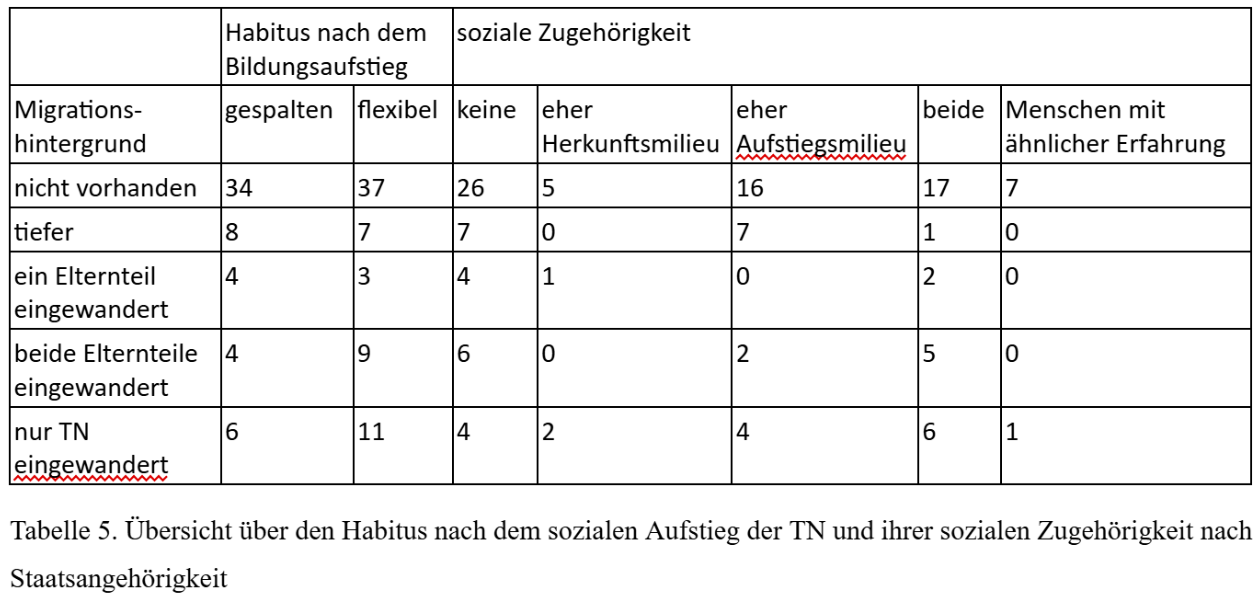 Habitus nach dem soziale Zugehörigkeit
Bildungsaufstieg
Migrations- gespalten flexibel keine eher eher beide Menschen mit
hintergrund Herkunftsmilieu Aufstiegsmilieu ähnlicher Erfahrung
nicht vorhanden 34 37 26 5 16 17 7
tiefer 8 7 7 0 7 1 0
ein Elternteil 4 3 4 1 0 2 0
eingewandert
beide Elternteile 4 9 6 0 2 5 0
eingewandert
nur TN 6 11 4 2 4 6 1
eingewandert
Tabelle 5. Übersicht über den Habitus nach dem sozialen Aufstieg der TN und ihrer sozialen Zugehörigkeit nach
Staatsangehörigkeit